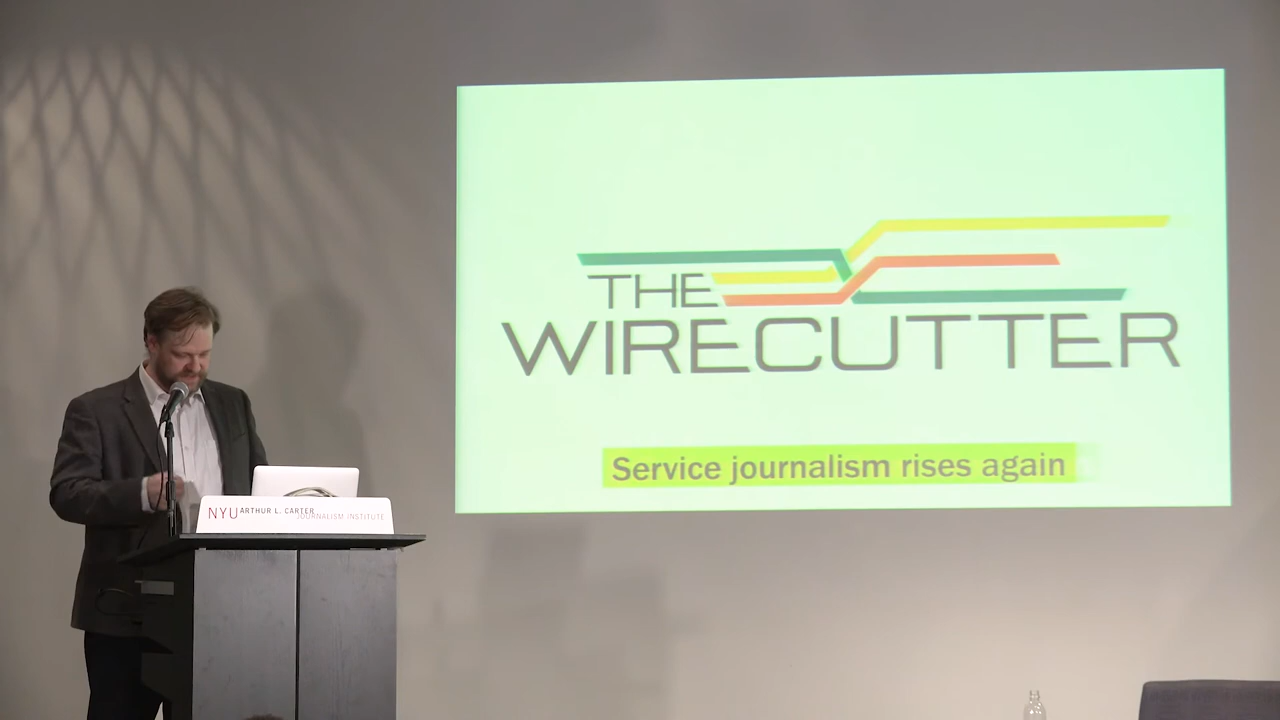 THE
WIRECUTTER
Service journalism rises again
NYU ARTHUR L. CARTER
JOURNALISM INSTITUTE